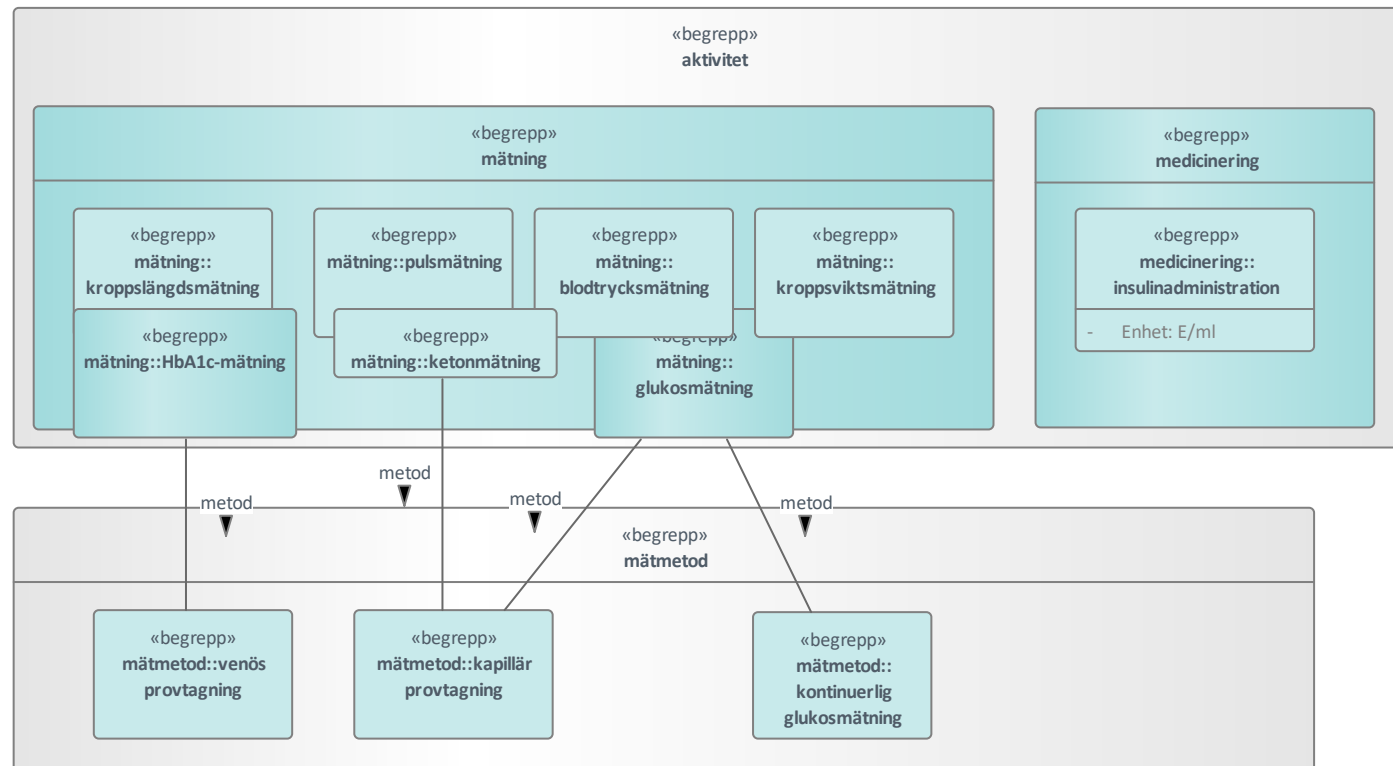 «begrepp»
aktivitet
«begrepp»
mätning
«begrepp»
medicinering
«begrepp»
mätning::
kroppslängdsmätning
«begrepp»
mätning::pulsmätning
«begrepp»
mätning::
blodtrycksmätning
«begrepp»
mätning::
kroppsviktsmätning
«begrepp»
medicinering::
insulinadministration
- Enhet: E/ml
«begrepp»
mätning::HbA1c-mätning
«begrepp»
mätning::ketonmätning
«begrepp»
mätning::
glukosmätning
metod
metod
metod
metod
«begrepp»
mätmetod
«begrepp»
mätmetod::venös
provtagning
«begrepp»
mätmetod::kapillär
provtagning
«begrepp»
mätmetod::
kontinuerlig
glukosmätning